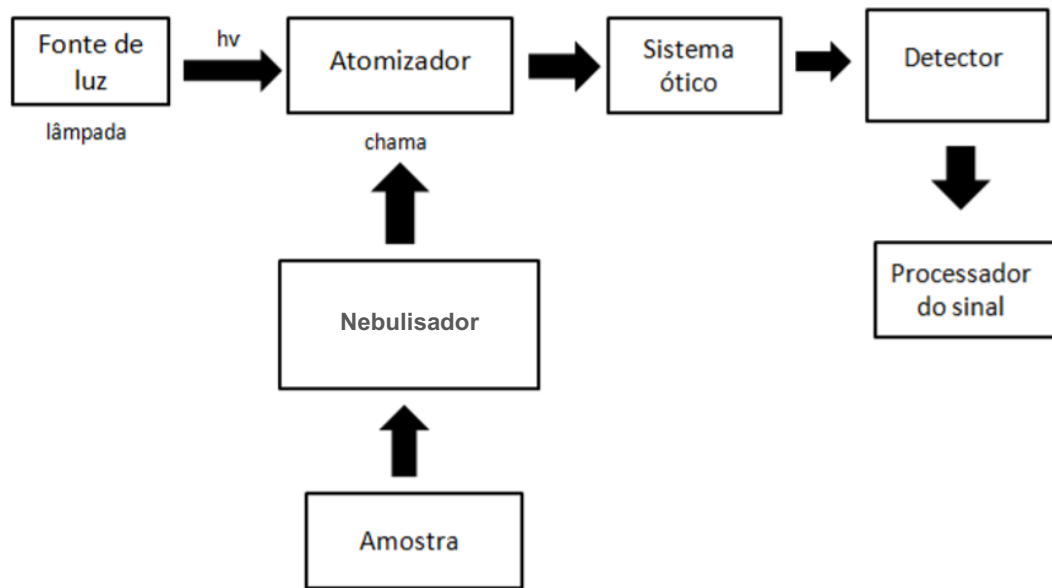 Fonte de
luz
lâmpada
hv
Atomizador
chama
Sistema
ótico
Detector
Processador
do sinal
Nebulisador
Amostra